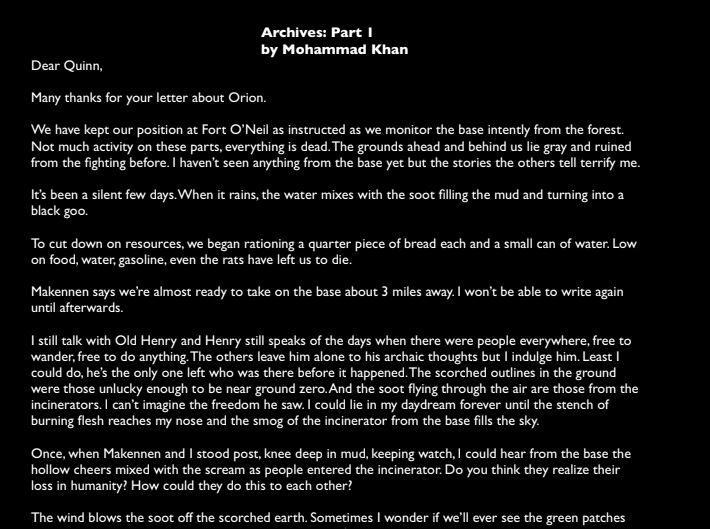 Archives: Part 1
by Mohammad Khan
Dear Quinn,
Many thanks for your letter about Orion.
We have kept our position at Fort O'Neil as instructed as we monitor the base intently from the forest.
Not much activity on these parts, everything is dead. The grounds ahead and behind us lie gray and ruined
from the fighting before. I haven't seen anything from the base yet but the stories the others tell terrify me.
It's been a silent few days. When it rains, the water mixes with the soot filling the mud and turning into a
black goo.
To cut down on resources, we began rationing a quarter piece of bread each and a small can of water. Low
on food, water, gasoline, even the rats have left us to die.
Makennen says we're almost ready to take on the base about 3 miles away. I won't be able to write again
until afterwards.
I still talk with Old Henry and Henry still speaks of the days when there were people everywhere, free to
wander, free to do anything. The others leave him alone to his archaic thoughts but I indulge him. Least I
could do, he's the only one left who was there before it happened. The scorched outlines in the ground
were those unlucky enough to be near ground zero. And the soot flying through the air are those from the
incinerators. I can't imagine the freedom he saw. I could lie in my daydream forever until the stench of
burning flesh reaches my nose and the smog of the incinerator from the base fills the sky.
Once, when Makennen and I stood post, knee deep in mud, keeping watch, I could hear from the base the
hollow cheers mixed with the scream as people entered the incinerator. Do you think they realize their
loss in humanity? How could they do this to each other?
The wind blows the soot off the scorched earth. Sometimes I wonder if we'll ever see the green patches